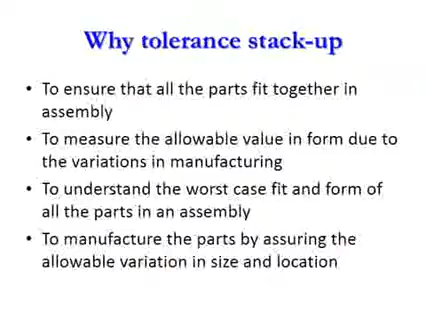 Why tolerance stack-up
• To ensure that all the parts fit together in
assembly
• To measure the allowable value in form due to
the variations in manufacturing
• To understand the worst case fit and form of
all the parts in an assembly
• To manufacture the parts by assuring the
allowable variation in size and location